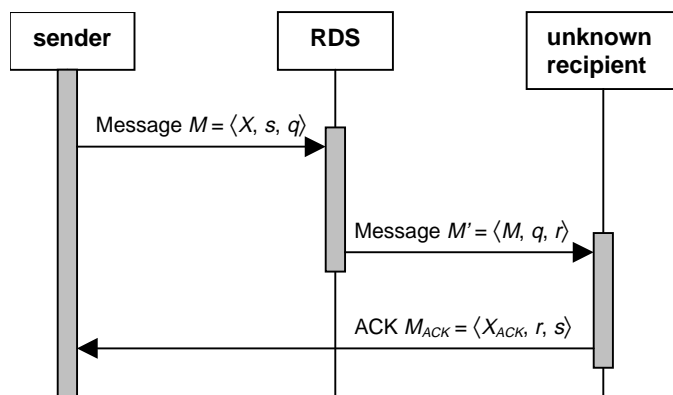 sender
RDS
unknown
recipient
Message M = ⟨X, s, q⟩
Message M’ = ⟨M, q, r⟩
ACK M_ACK = ⟨X_ACK, r, s⟩